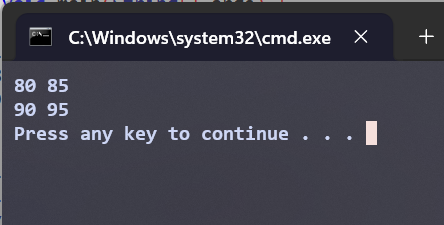 C:\Windows\system32\cmd.exe
80 85
90 95
Press any key to continue . . .